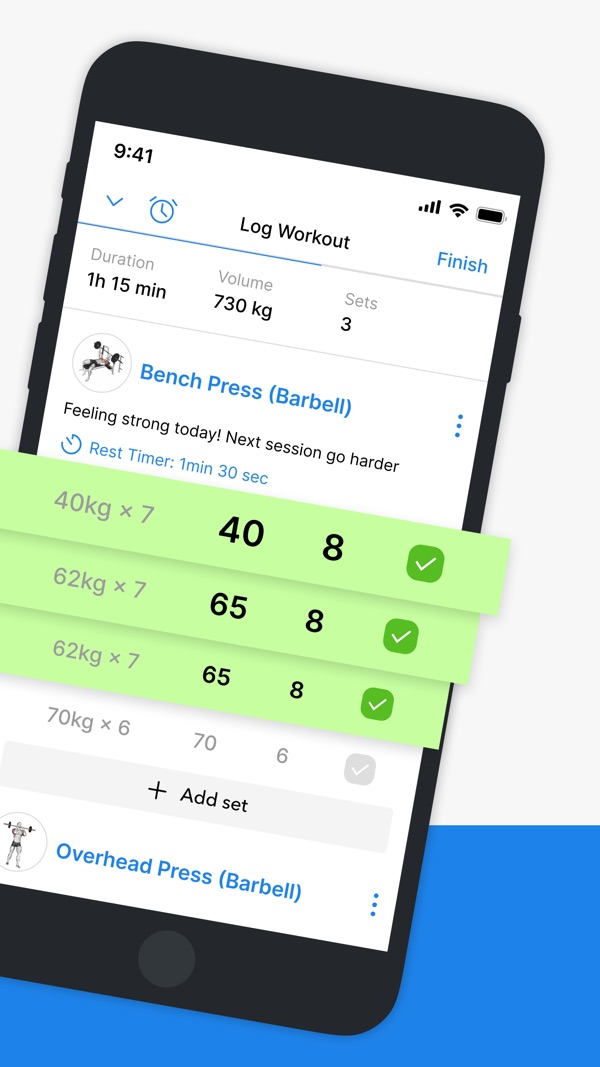 9:41
Log Workout
Finish
Duration
Volume
Sets
1h 15 min
730 kg
3
Bench Press (Barbell)
Feeling strong today! Next session go harder
Rest Timer: 1min 30 sec
40kg × 7 40 8
62kg × 7 65 8
62kg × 7 65 8
70kg × 6 70 6
+ Add set
Overhead Press (Barbell)